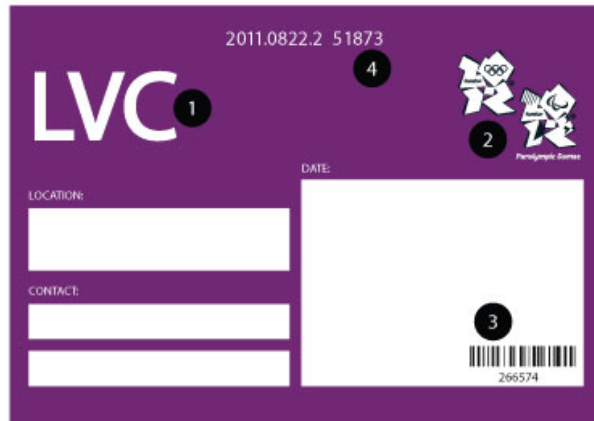 2011.0822.2 51873
4
LVC
1
2
Paralympic Games
DATE:
LOCATION:
CONTACT:
3
266574